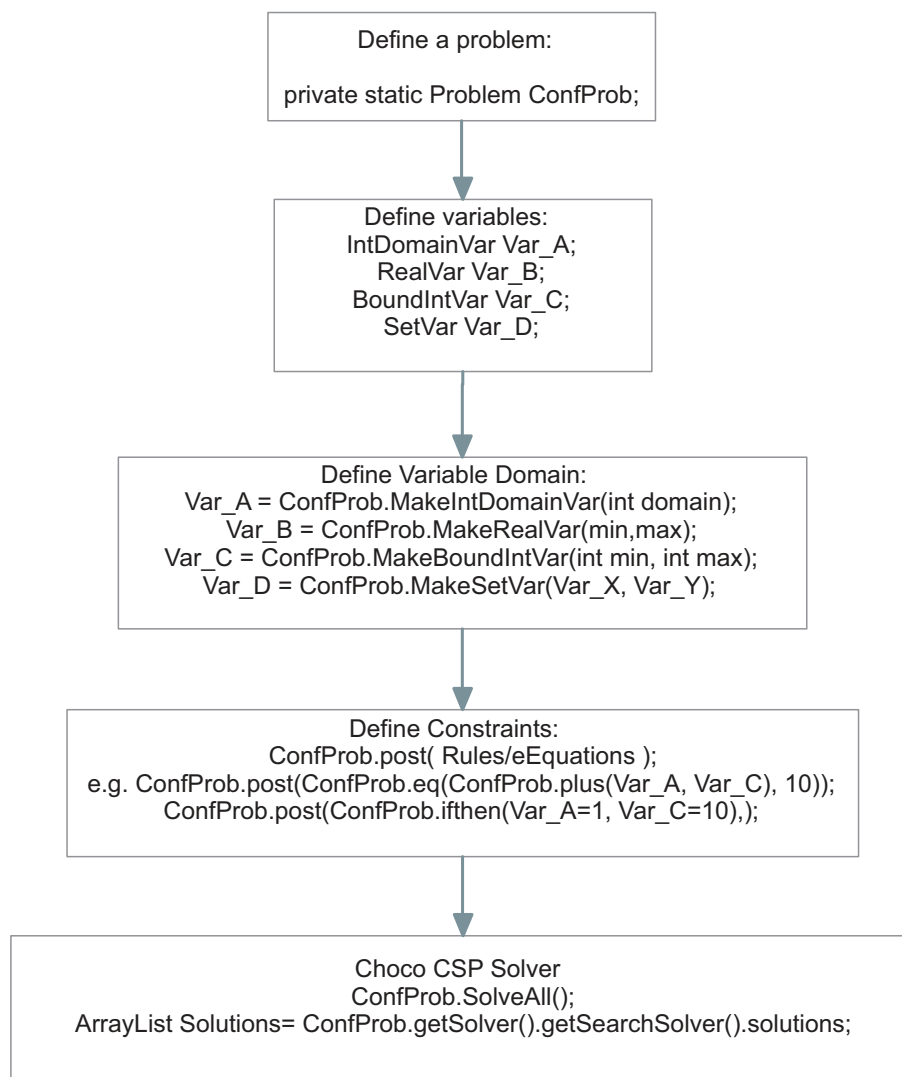 Define a problem:
private static Problem ConfProb;
Define variables:
IntDomainVar Var_A;
RealVar Var_B;
BoundIntVar Var_C;
SetVar Var_D;
Define Variable Domain:
Var_A = ConfProb.MakeIntDomainVar(int domain);
Var_B = ConfProb.MakeRealVar(min,max);
Var_C = ConfProb.MakeBoundIntVar(int min, int max);
Var_D = ConfProb.MakeSetVar(Var_X, Var_Y);
Define Constraints:
ConfProb.post( Rules/eEquations );
e.g. ConfProb.post(ConfProb.eq(ConfProb.plus(Var_A, Var_C), 10));
ConfProb.post(ConfProb.ifthen(Var_A=1, Var_C=10),);
Choco CSP Solver
ConfProb.SolveAll();
ArrayList Solutions= ConfProb.getSolver().getSearchSolver().solutions;